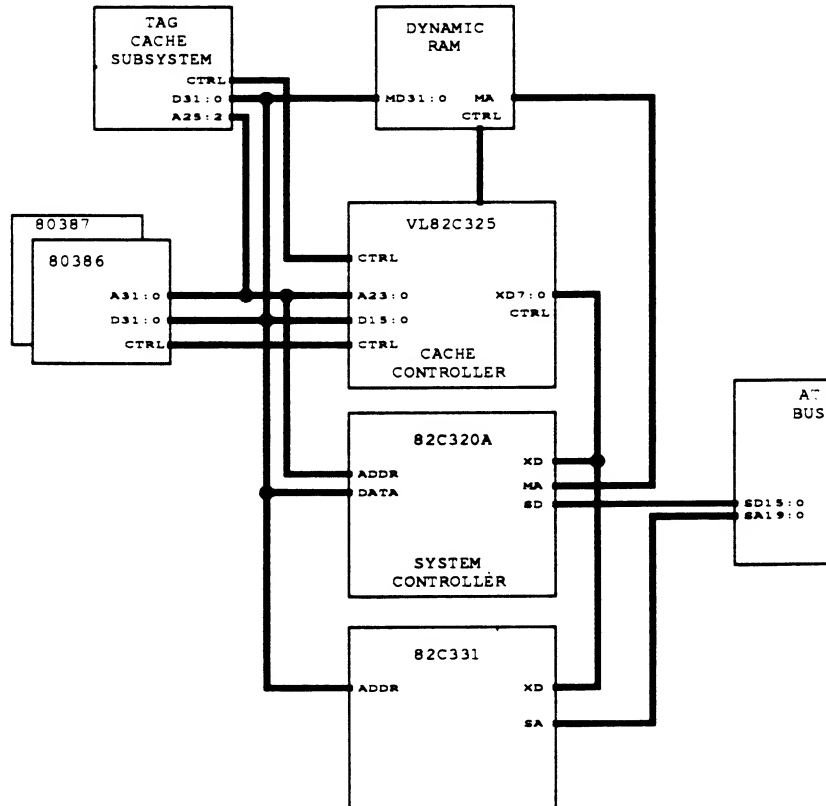 TAG
CACHE
SUBSYSTEM
CTRL
D31:0
A25:2
DYNAMIC
RAM
MD31:0 MA
CTRL
80387
80386
A31:0
D31:0
CTRL
VL82C325
CTRL
A23:0 XD7:0
CTRL
D15:0
CTRL
CACHE
CONTROLLER
82C320A
XD
ADDR
MA
DATA
SD
SYSTEM
CONTROLLER
AT
BUS
SD15:0
SA19:0
82C331
ADDR XD
SA